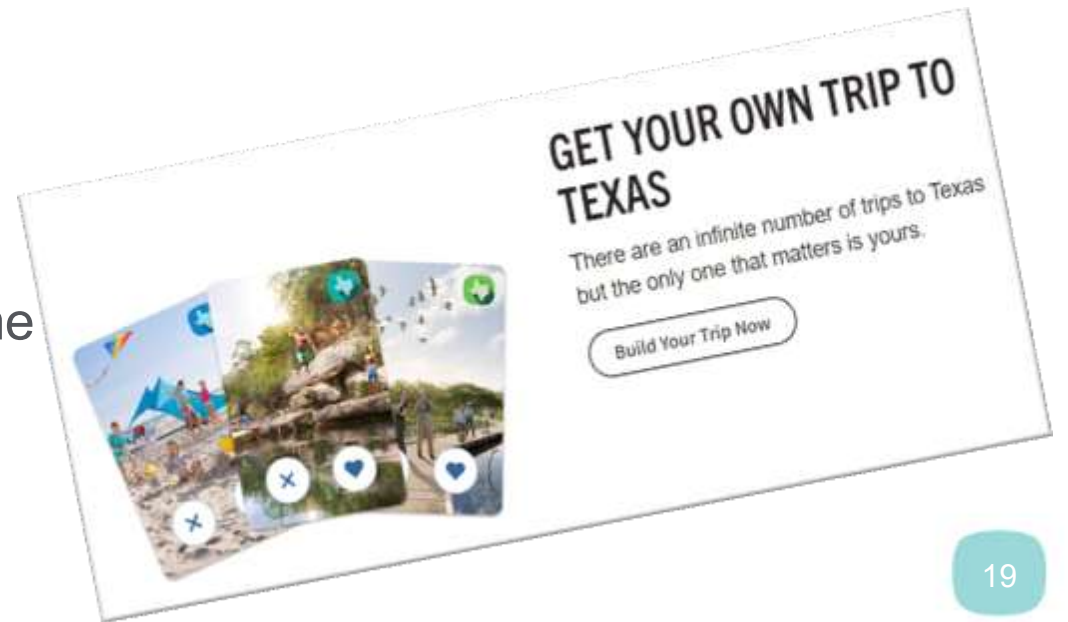 GET YOUR OWN TRIP TO
TEXAS
There are an infinite number of trips to Texas
but the only one that matters is yours.
Build Your Trip Now
19